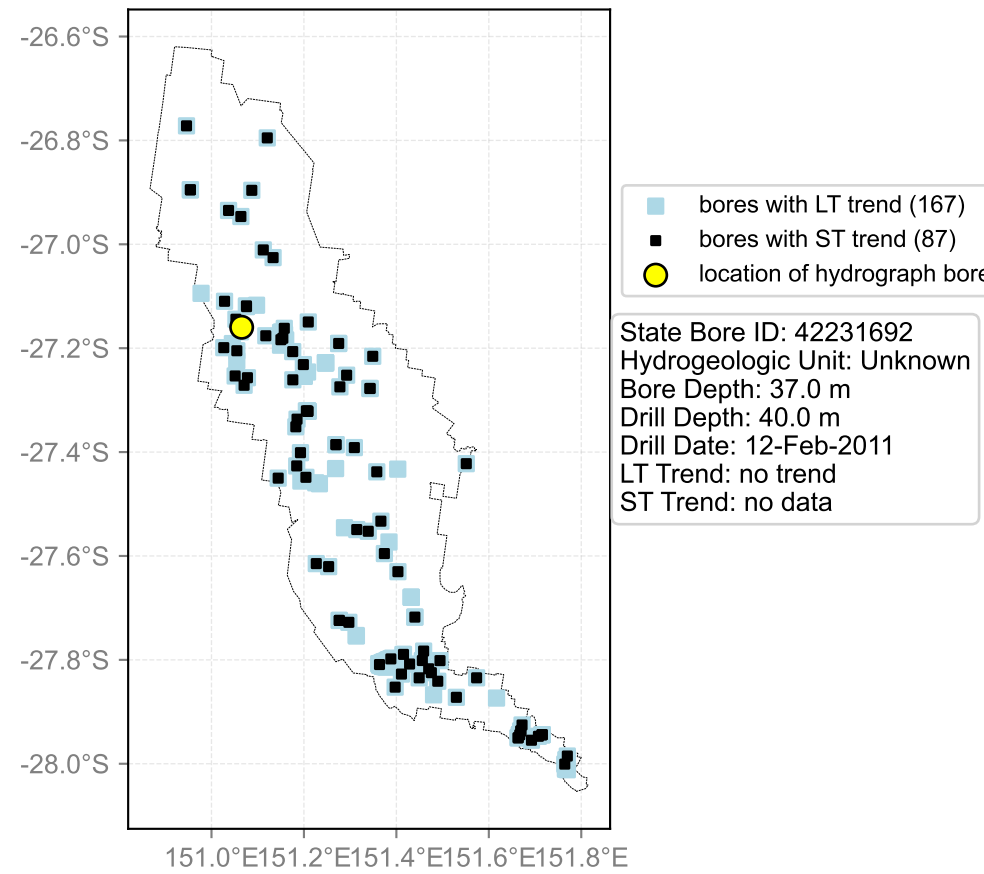 -26.6°S
-26.8°S
-27.0°S
-27.2°S
-27.4°S
-27.6°S
-27.8°S
-28.0°S
151.0°E151.2°E151.4°E151.6°E151.8°E
bores with LT trend (167)
bores with ST trend (87)
location of hydrograph bore
State Bore ID: 42231692
Hydrogeologic Unit: Unknown
Bore Depth: 37.0 m
Drill Depth: 40.0 m
Drill Date: 12-Feb-2011
LT Trend: no trend
ST Trend: no data